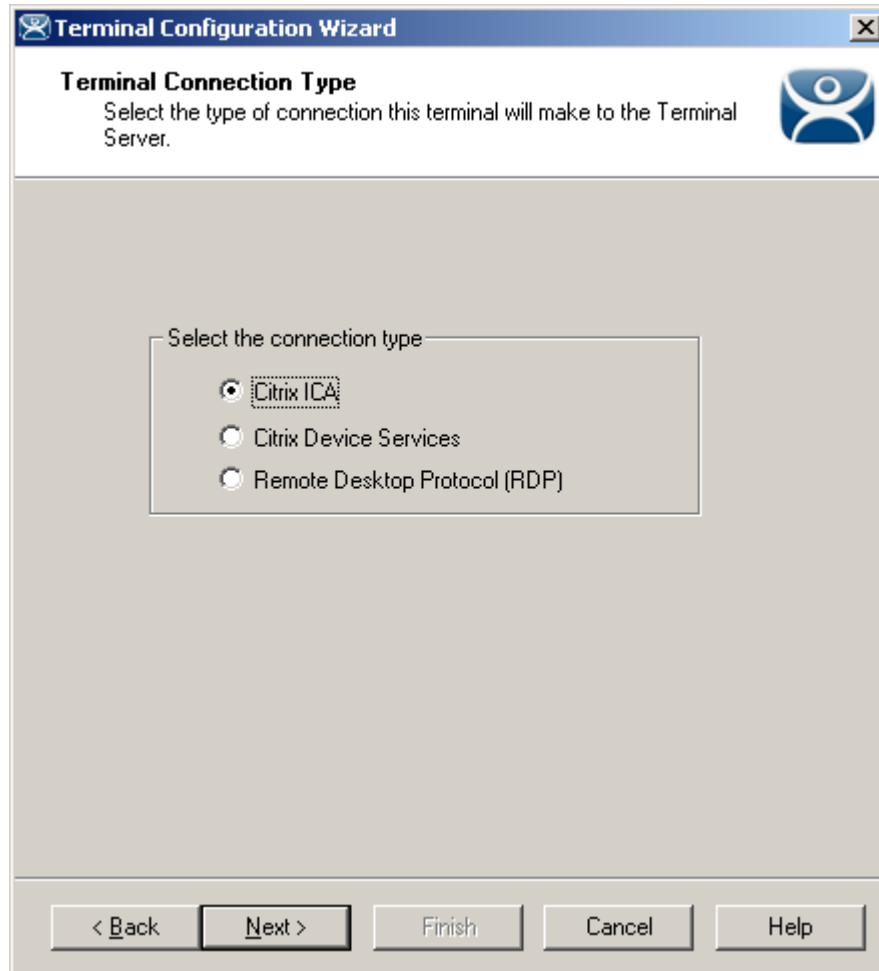 Terminal Configuration Wizard
Terminal Connection Type
Select the type of connection this terminal will make to the Terminal
Server.
Select the connection type
Citrix ICA
Citrix Device Services
Remote Desktop Protocol (RDP)
< Back
Next >
Finish
Cancel
Help